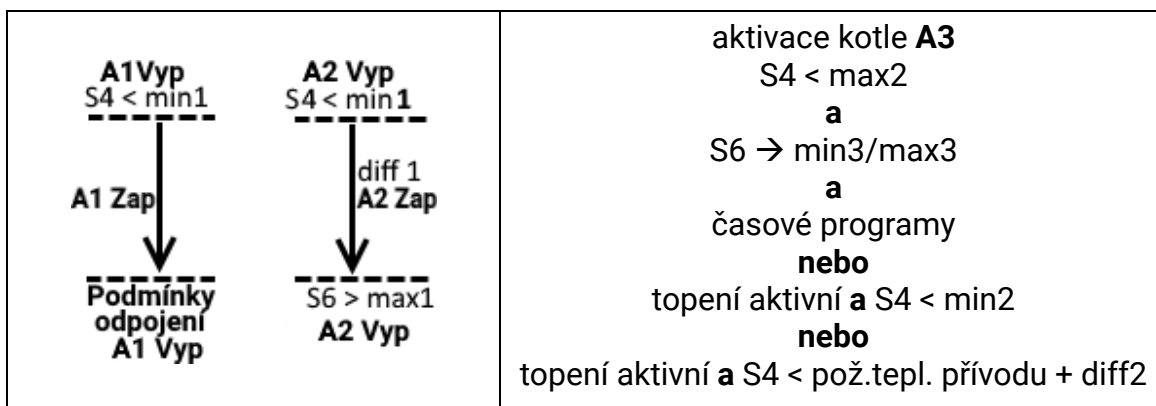 A1Vyp
S4 < min1
A1 Zap
Podmínky
odpojení
A1 Vyp
A2 Vyp
S4 < min1
diff 1
A2 Zap
S6 > max1
A2 Vyp
aktivace kotle A3
S4 < max2
a
S6 → min3/max3
a
časové programy
nebo
topení aktivní a S4 < min2
nebo
topení aktivní a S4 < pož.tepl. přívodu + diff2